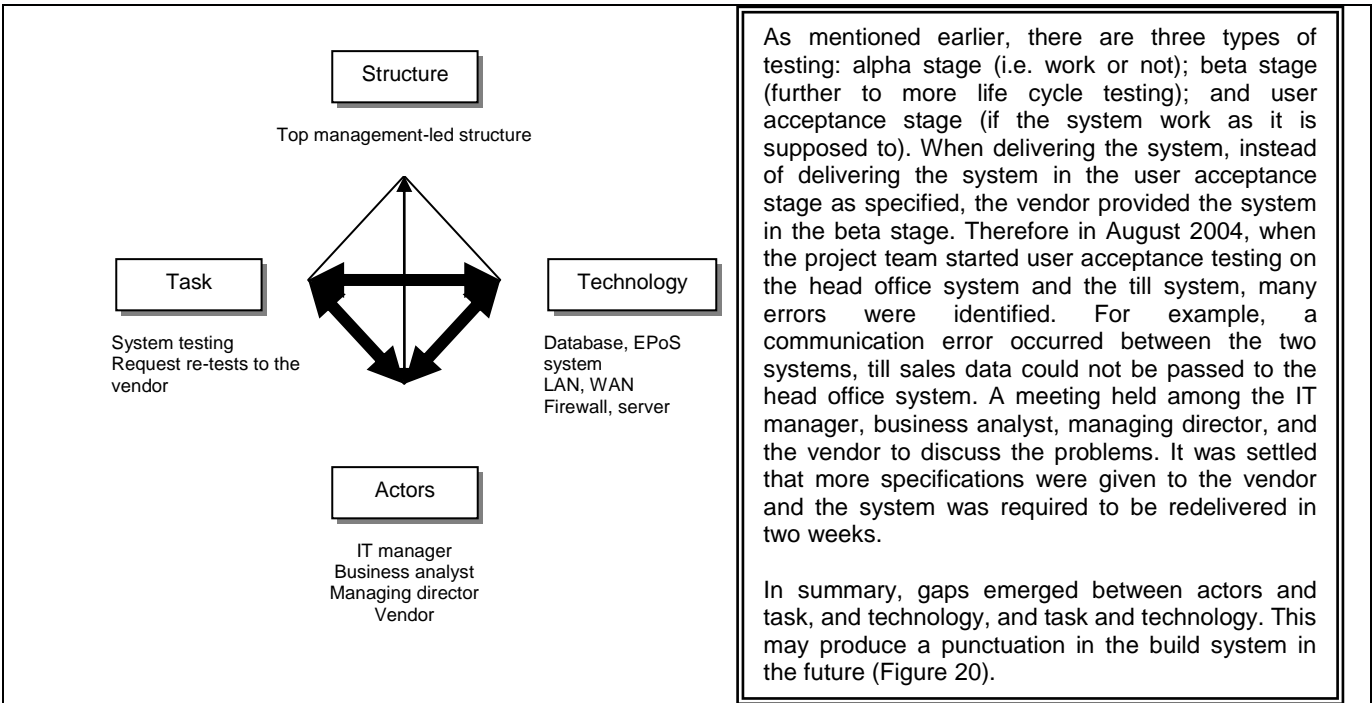 Structure
Top management-led structure
Task
System testing
Request re-tests to the
vendor
Technology
Database, EPoS
system
LAN, WAN
Firewall, server
Actors
IT manager
Business analyst
Managing director
Vendor
As mentioned earlier, there are three types of
testing: alpha stage (i.e. work or not); beta stage
(further to more life cycle testing); and user
acceptance stage (if the system work as it is
supposed to). When delivering the system, instead
of delivering the system in the user acceptance
stage as specified, the vendor provided the system
in the beta stage. Therefore in August 2004, when
the project team started user acceptance testing on
the head office system and the till system, many
errors were identified. For example, a
communication error occurred between the two
systems, till sales data could not be passed to the
head office system. A meeting held among the IT
manager, business analyst, managing director, and
the vendor to discuss the problems. It was settled
that more specifications were given to the vendor
and the system was required to be redelivered in
two weeks.
In summary, gaps emerged between actors and
task, and technology, and task and technology. This
may produce a punctuation in the build system in
the future (Figure 20).